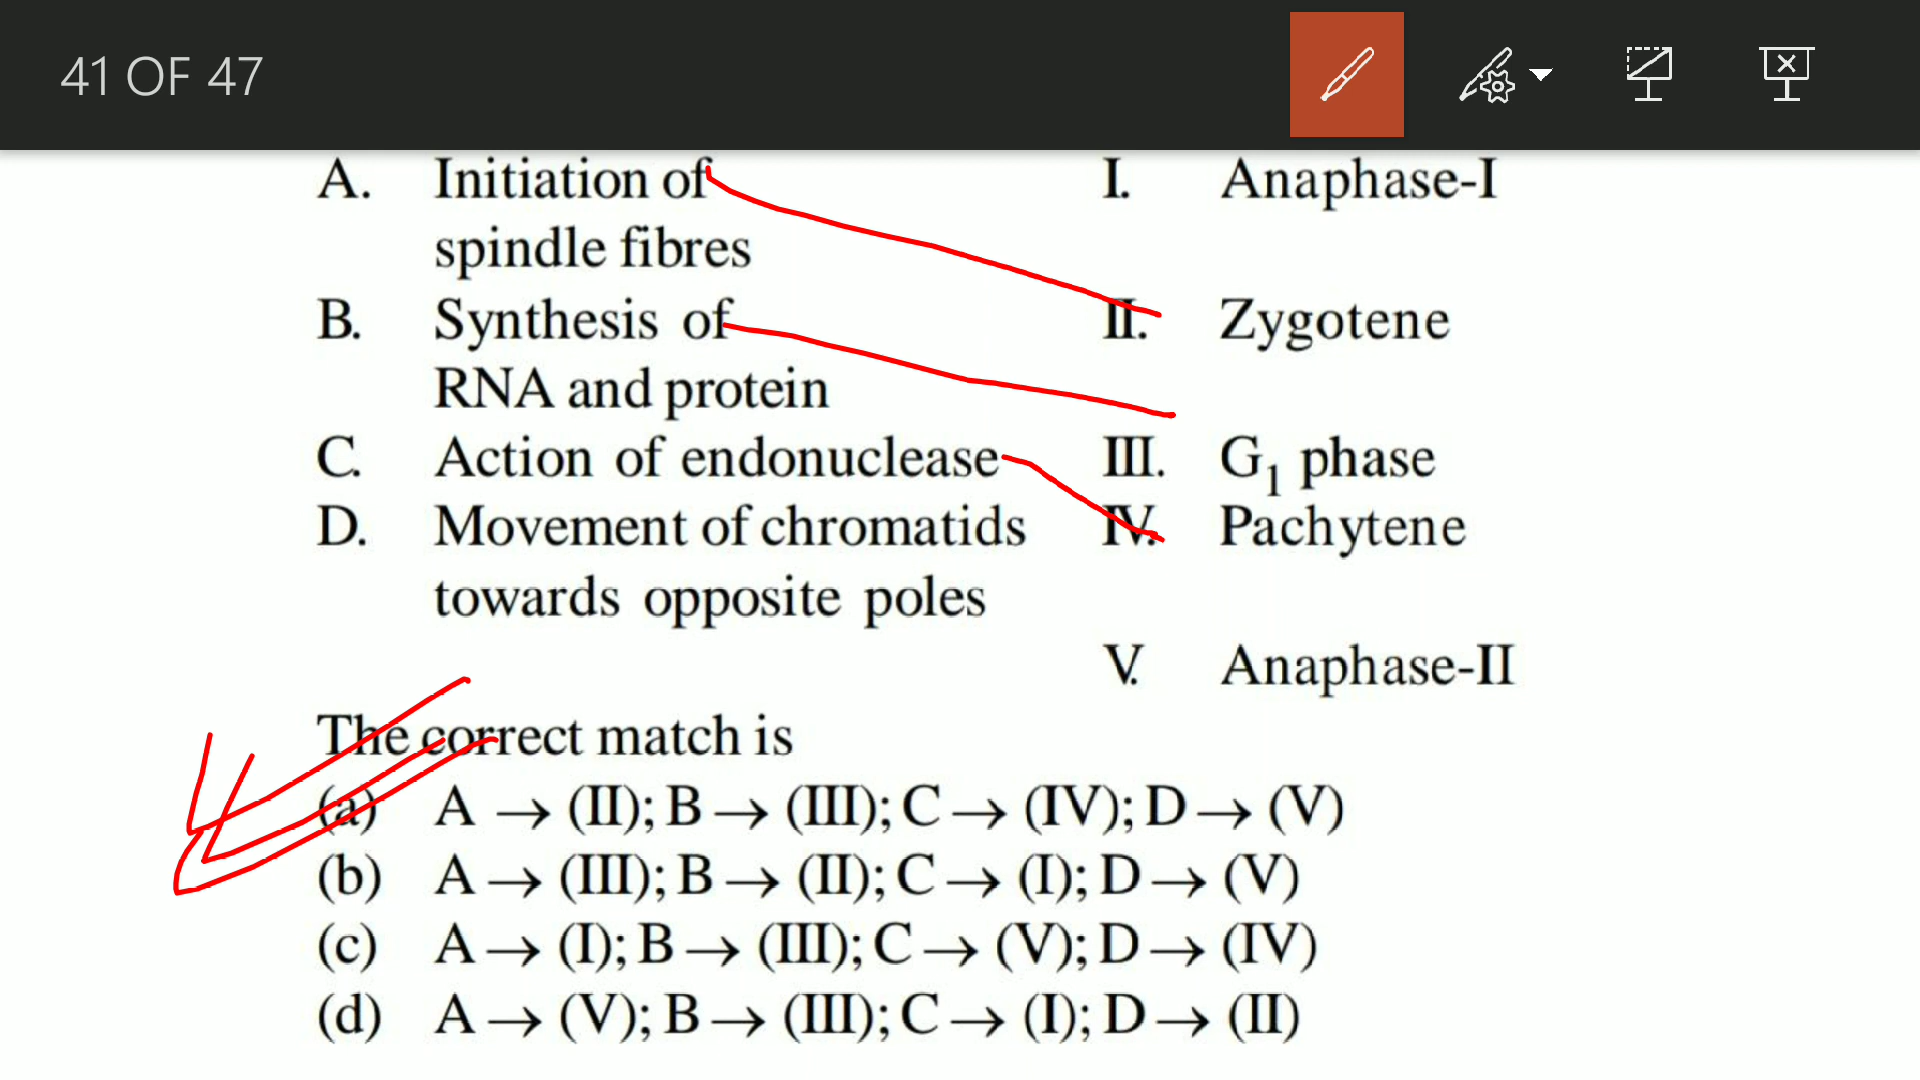 41 OF 47
A. Initiation of I. Anaphase-I
spindle fibres
B. Synthesis of II. Zygotene
RNA and protein
C. Action of endonuclease III. G₁ phase
D. Movement of chromatids IV. Pachytene
towards opposite poles
V. Anaphase-II
The correct match is
(a) A → (II); B → (III); C → (IV); D → (V)
(b) A → (III); B → (II); C → (I); D → (V)
(c) A → (I); B → (III); C → (V); D → (IV)
(d) A → (V); B → (III); C → (I); D → (II)